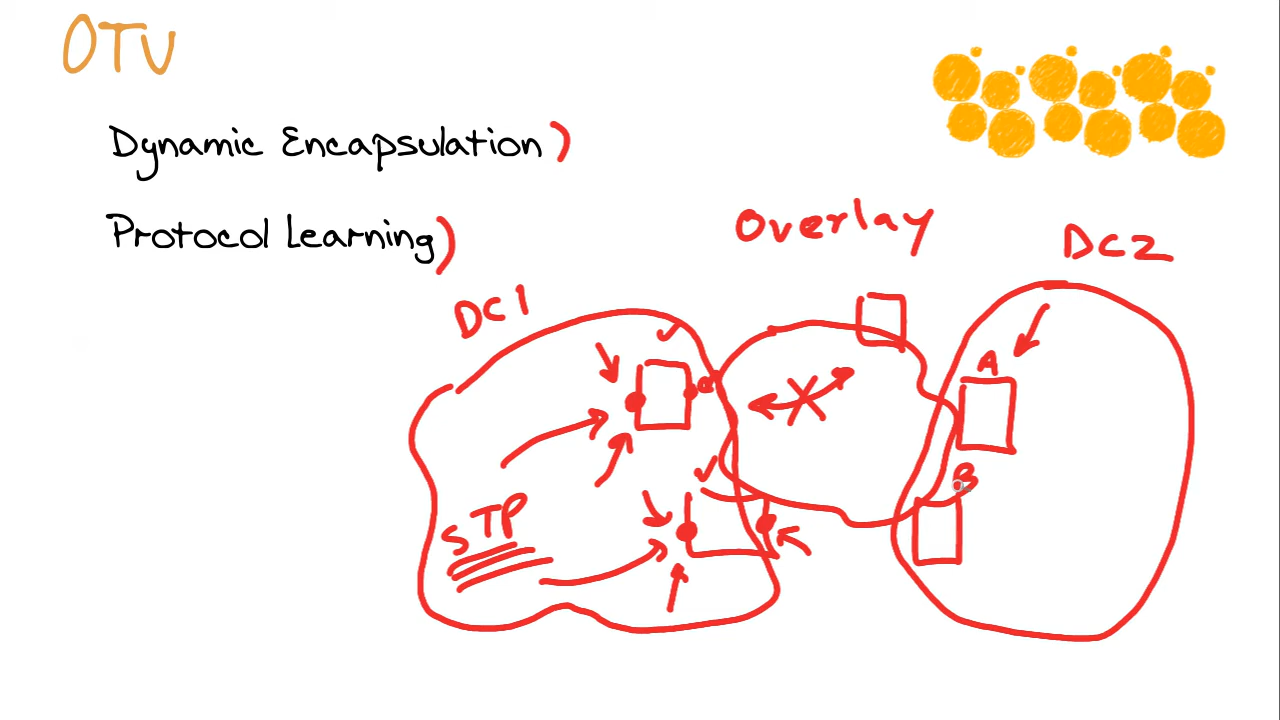 OTV
Dynamic Encapsulation)
Protocol Learning)
Overlay
DC2
DC1
A
B
STP